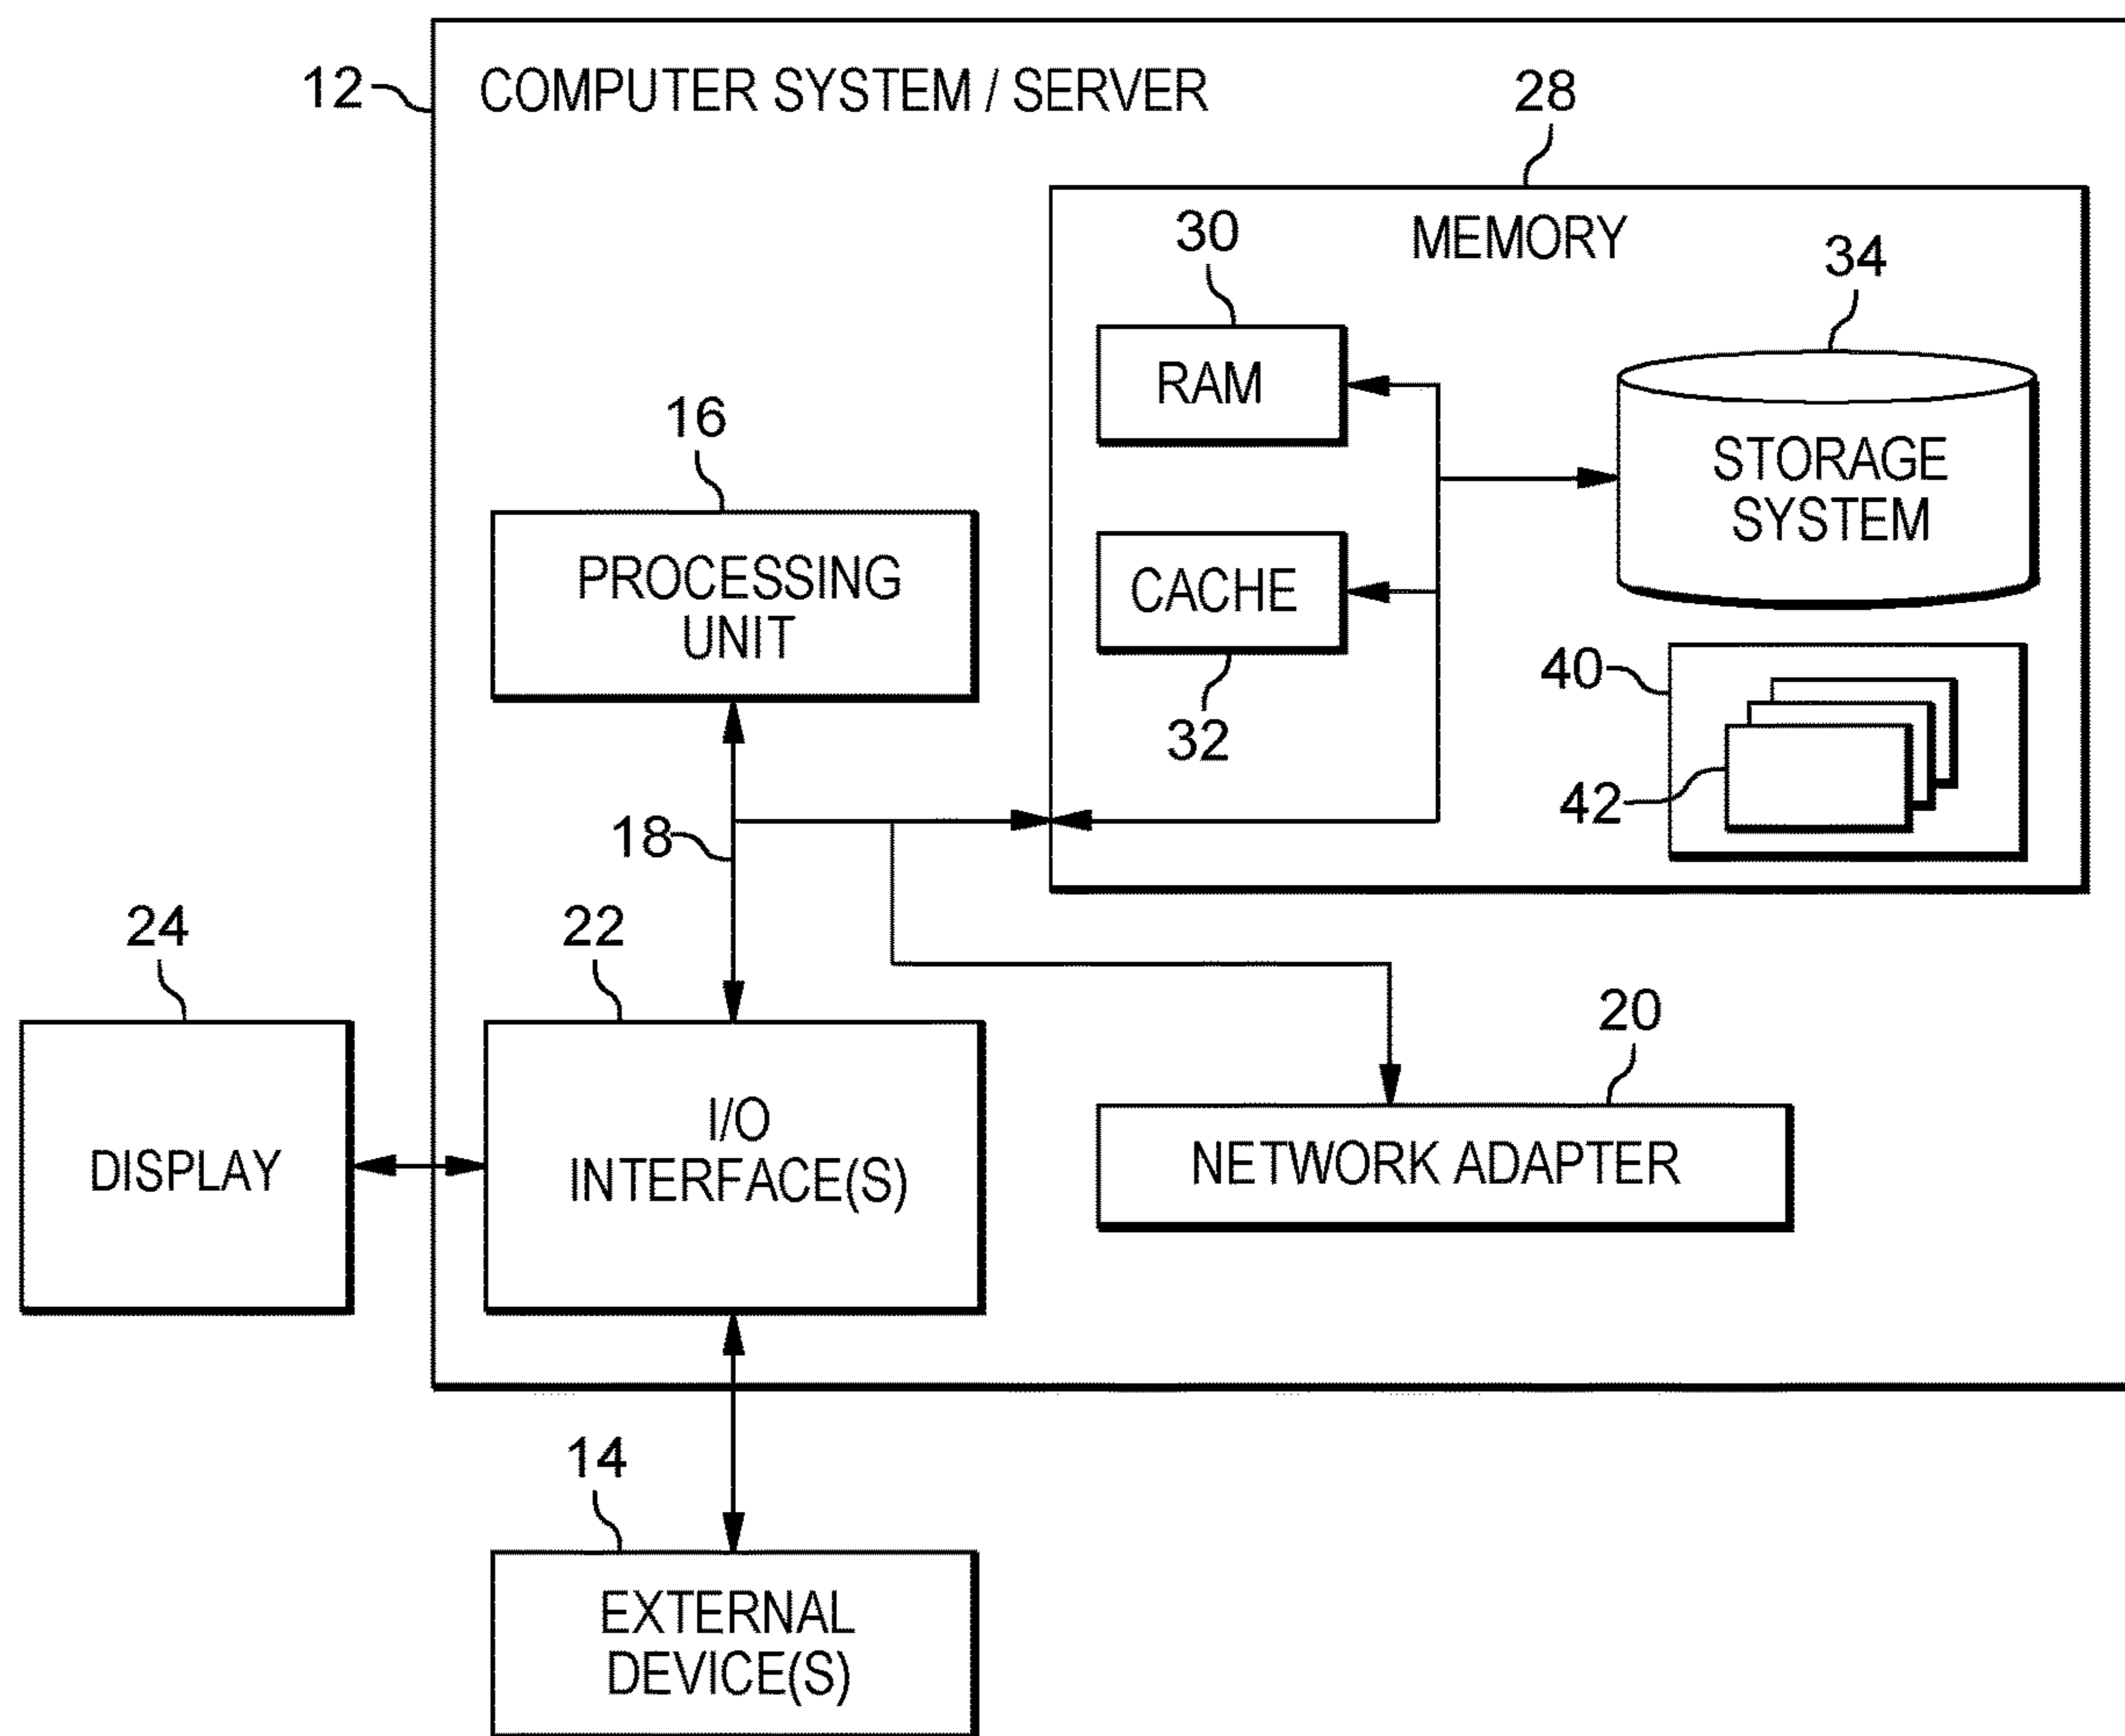 12
COMPUTER SYSTEM / SERVER
28
MEMORY
30
34
RAM
16
STORAGE
SYSTEM
PROCESSING
UNIT
CACHE
32
40
42
18
24
22
20
DISPLAY
I/O
INTERFACE(S)
NETWORK ADAPTER
14
EXTERNAL
DEVICE(S)